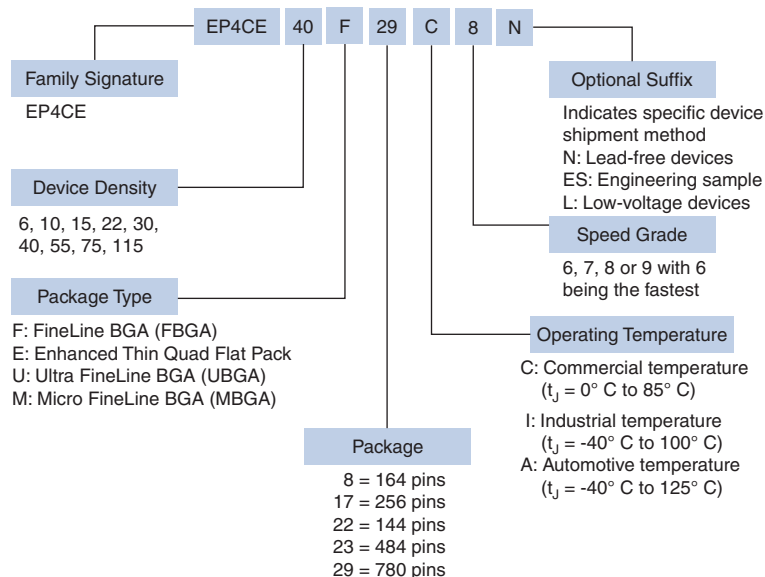 EP4CE 40 F 29 C 8 N
Family Signature
EP4CE
Optional Suffix
Indicates specific device
shipment method
N: Lead-free devices
ES: Engineering sample
L: Low-voltage devices
Device Density
6, 10, 15, 22, 30,
40, 55, 75, 115
Speed Grade
6, 7, 8 or 9 with 6
being the fastest
Package Type
F: FineLine BGA (FBGA)
E: Enhanced Thin Quad Flat Pack
U: Ultra FineLine BGA (UBGA)
M: Micro FineLine BGA (MBGA)
Operating Temperature
C: Commercial temperature
(tJ = 0° C to 85° C)
I: Industrial temperature
(tJ = -40° C to 100° C)
A: Automotive temperature
(tJ = -40° C to 125° C)
Package
8 = 164 pins
17 = 256 pins
22 = 144 pins
23 = 484 pins
29 = 780 pins